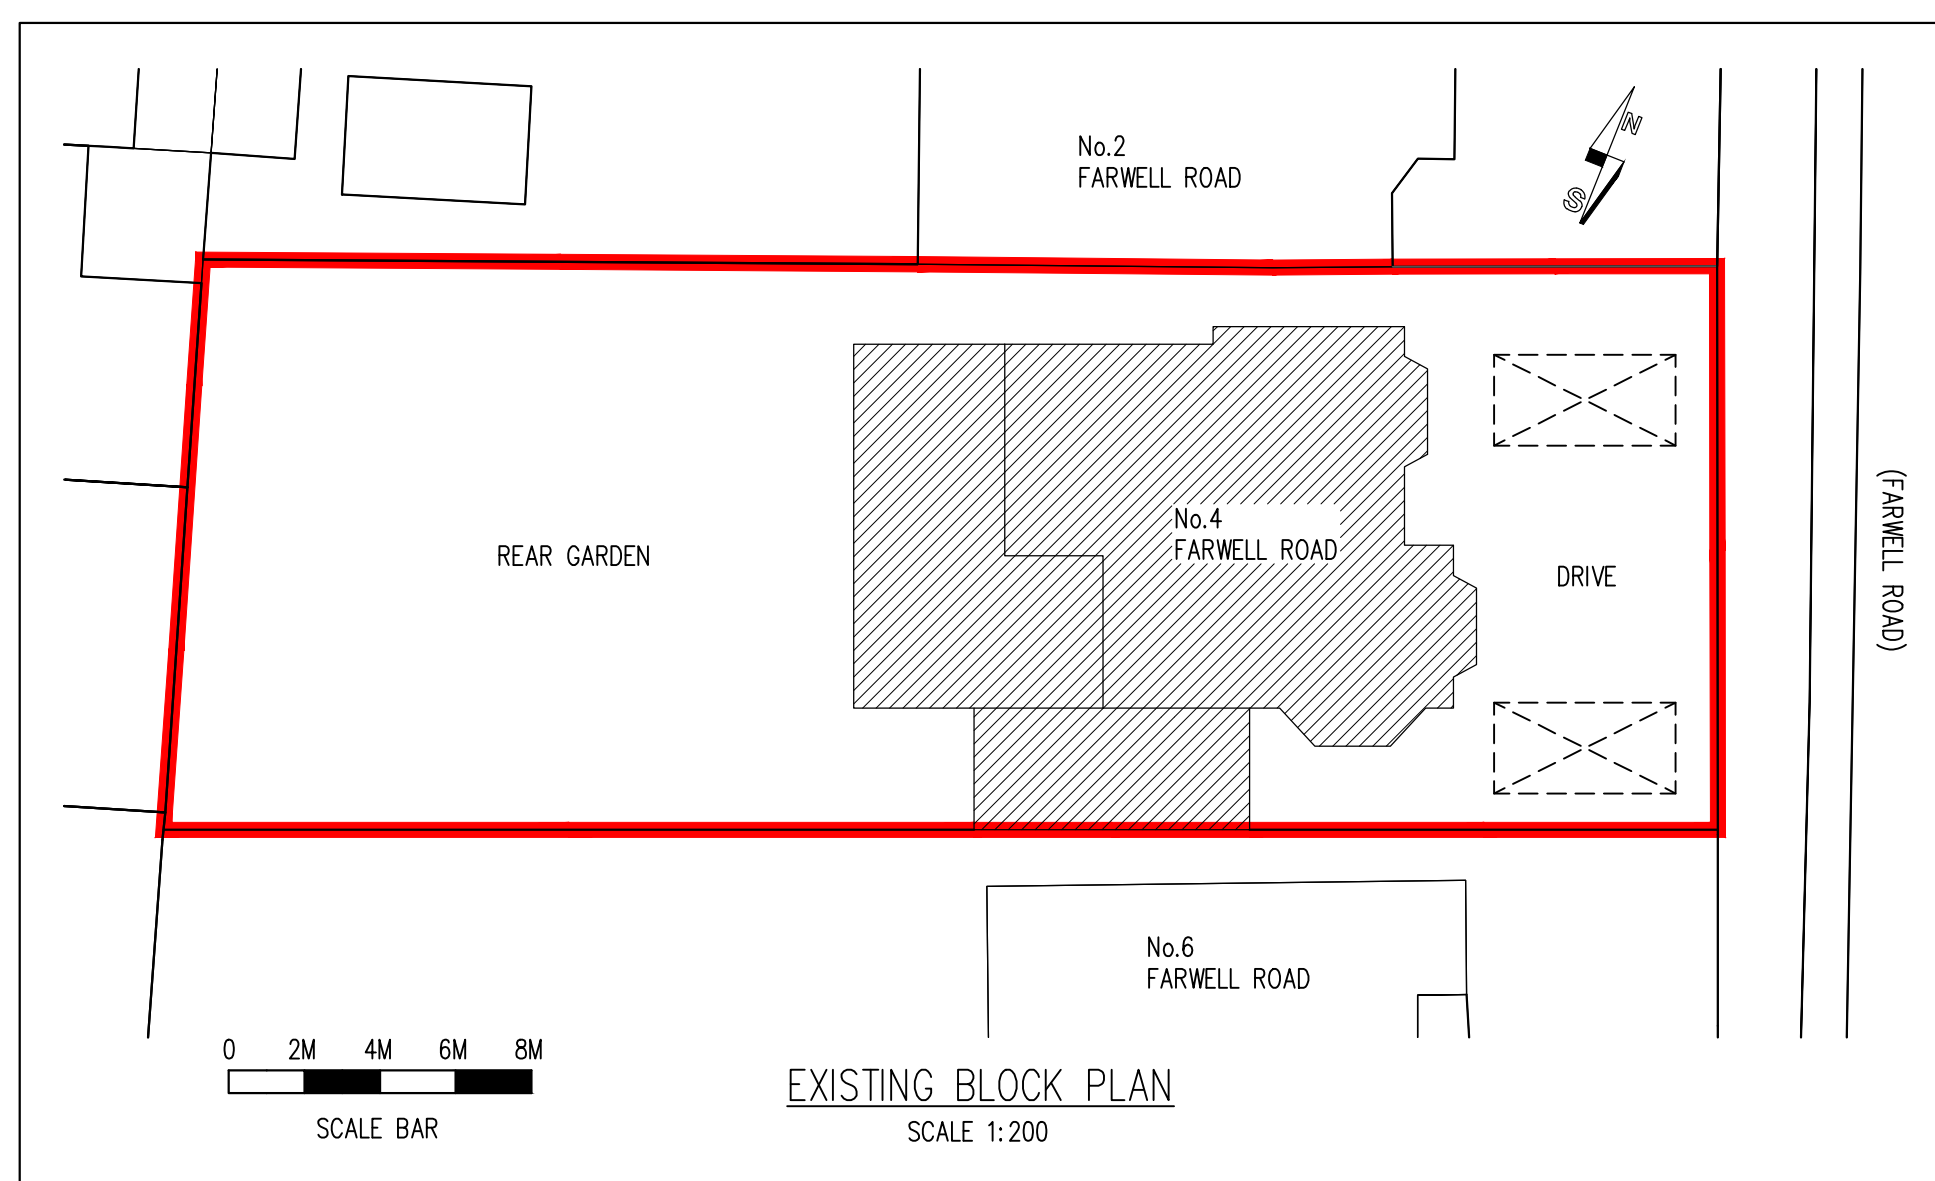 No.2
FARWELL ROAD
N
S
No.4
FARWELL ROAD
REAR GARDEN
DRIVE
(FARWELL ROAD)
No.6
FARWELL ROAD
0 2M 4M 6M 8M
SCALE BAR
EXISTING BLOCK PLAN
SCALE 1:200